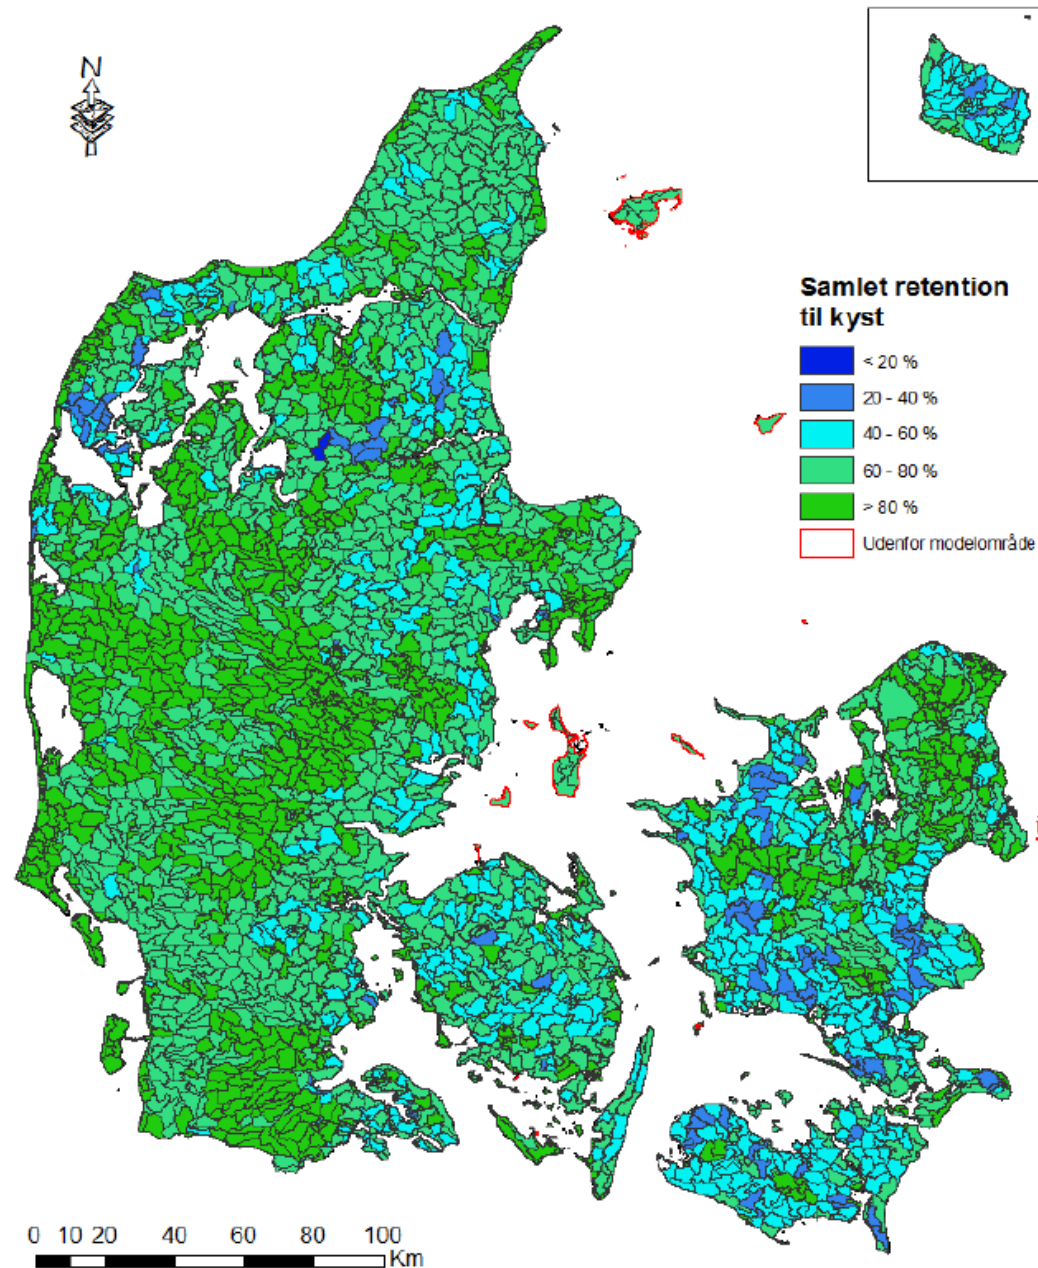 N
Samlet retention
til kyst
< 20 %
20 - 40 %
40 - 60 %
60 - 80 %
> 80 %
Udenfor modelområde
0 10 20 40 60 80 100
Km